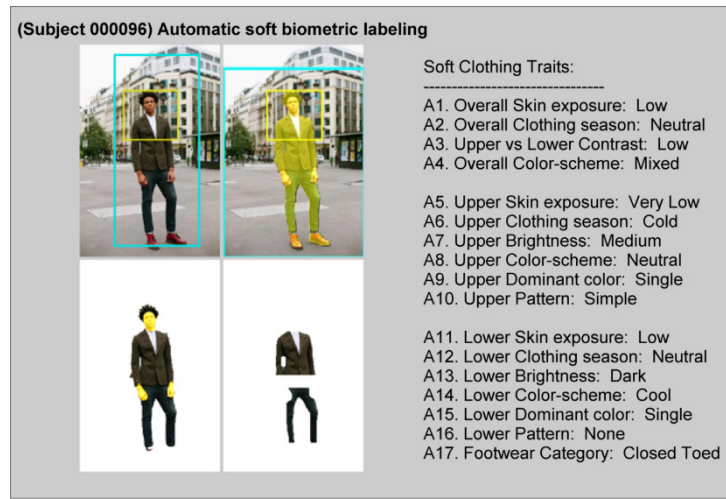 (Subject 000096) Automatic soft biometric labeling
Soft Clothing Traits:
--------------------------------
A1. Overall Skin exposure: Low
A2. Overall Clothing season: Neutral
A3. Upper vs Lower Contrast: Low
A4. Overall Color-scheme: Mixed
A5. Upper Skin exposure: Very Low
A6. Upper Clothing season: Cold
A7. Upper Brightness: Medium
A8. Upper Color-scheme: Neutral
A9. Upper Dominant color: Single
A10. Upper Pattern: Simple
A11. Lower Skin exposure: Low
A12. Lower Clothing season: Neutral
A13. Lower Brightness: Dark
A14. Lower Color-scheme: Cool
A15. Lower Dominant color: Single
A16. Lower Pattern: None
A17. Footwear Category: Closed Toed